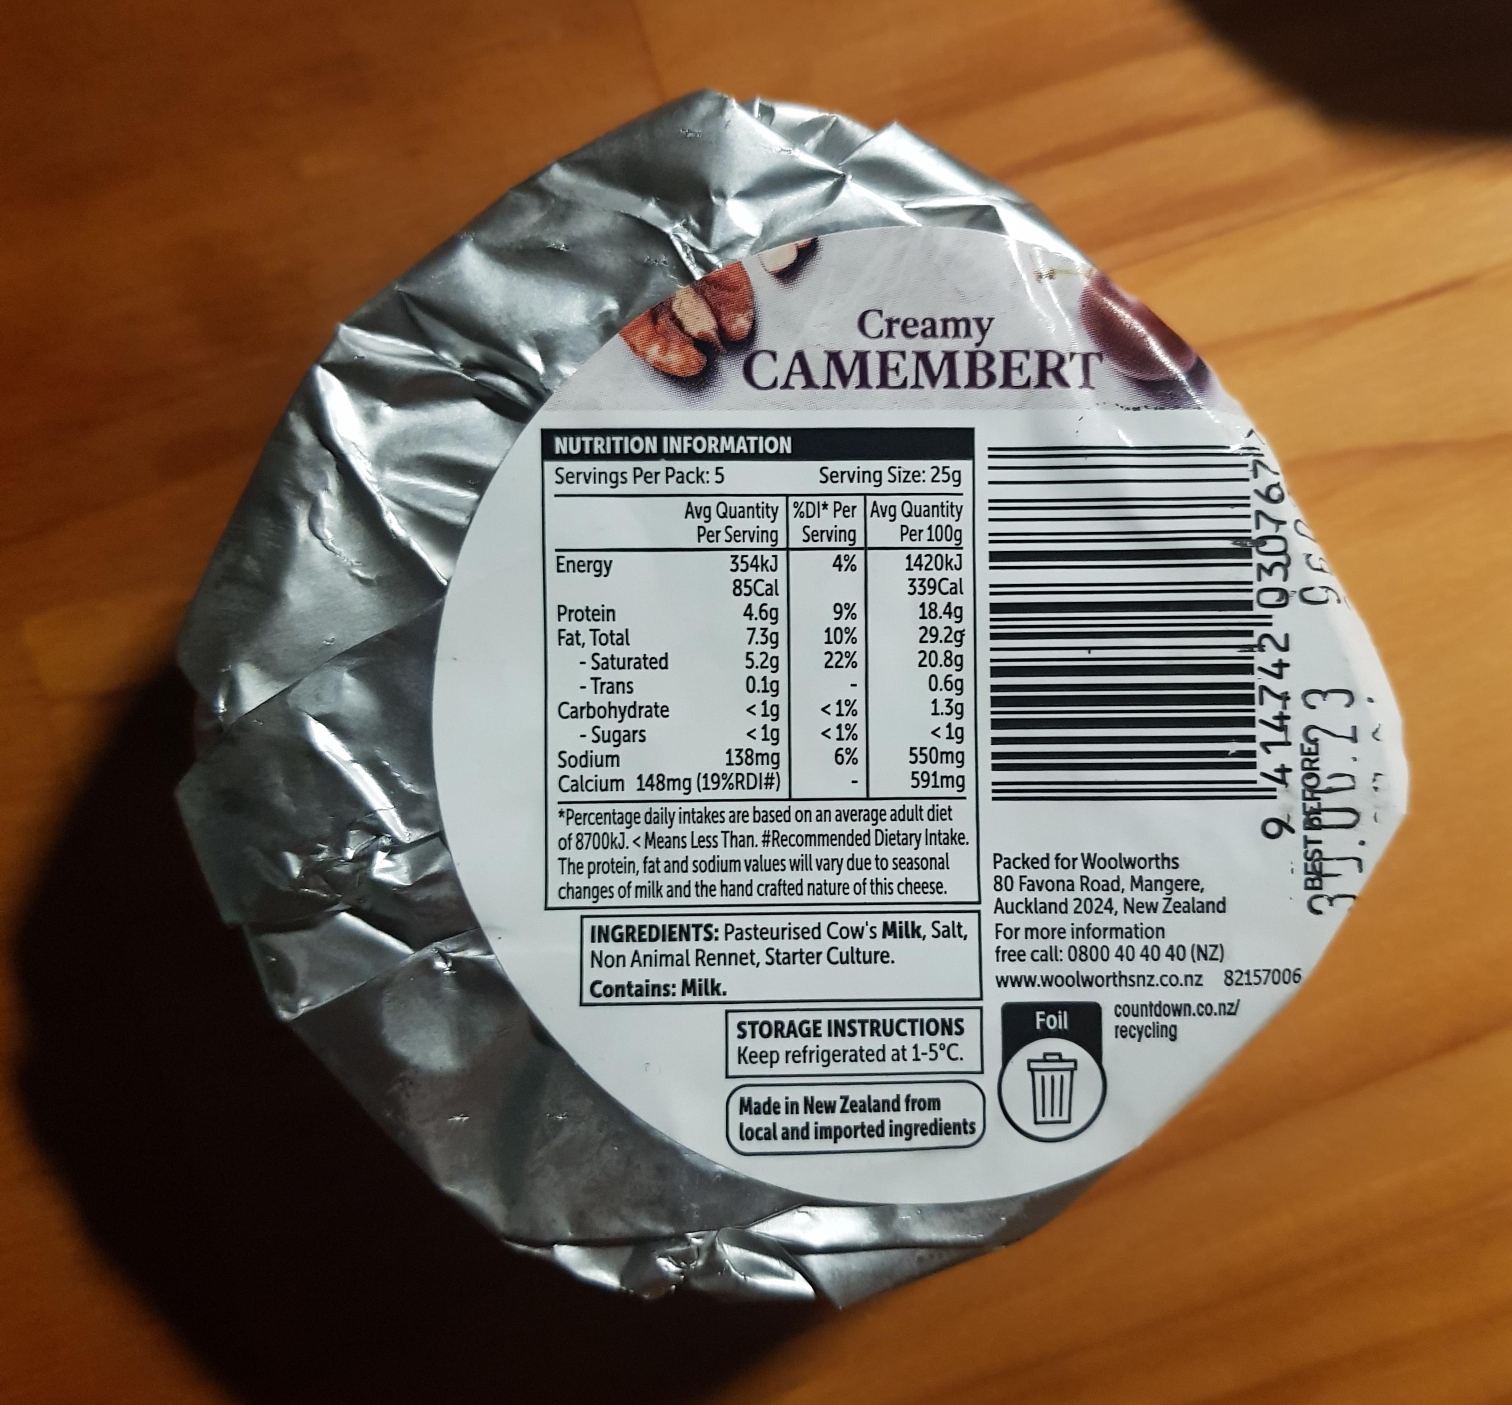 Creamy
CAMEMBERT
NUTRITION INFORMATION
Servings Per Pack: 5 Serving Size: 25g
Avg Quantity %DI* Per Avg Quantity
Per Serving Serving Per 100g
Energy 354kJ 4% 1420kJ
85Cal 339Cal
Protein 4.6g 9% 18.4g
Fat, Total 7.3g 10% 29.2g
- Saturated 5.2g 22% 20.8g
- Trans 0.1g - 0.6g
Carbohydrate <1g <1% 1.3g
- Sugars <1g <1% <1g
Sodium 138mg 6% 550mg
Calcium 148mg (19%RDI#) - 591mg
*Percentage daily intakes are based on an average adult diet
of 8700kJ. < Means Less Than. #Recommended Dietary Intake.
The protein, fat and sodium values will vary due to seasonal
changes of milk and the hand crafted nature of this cheese.
INGREDIENTS: Pasteurised Cow's Milk, Salt,
Non Animal Rennet, Starter Culture.
Contains: Milk.
STORAGE INSTRUCTIONS
Keep refrigerated at 1-5°C.
Made in New Zealand from
local and imported ingredients
9 414742 030767
BEST BEFORE
Packed for Woolworths
80 Favona Road, Mangere,
Auckland 2024, New Zealand
For more information
free call: 0800 40 40 40 (NZ)
www.woolworthsnz.co.nz 82157006
Foil
countdown.co.nz/
recycling